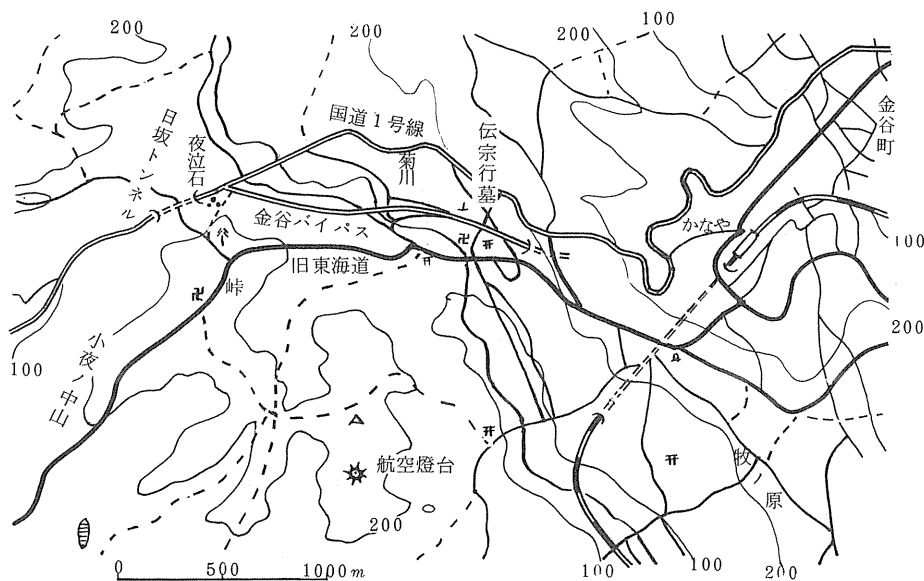 200
200
200
100
国道1号線
日坂トンネル
夜泣石
菊川
伝宗行墓
金谷町
金谷バイパス
かなや
100
旧東海道
峠
小夜ノ中山
100
200
航空燈台
牧ノ原
200
0 500 1000m
100
100
200